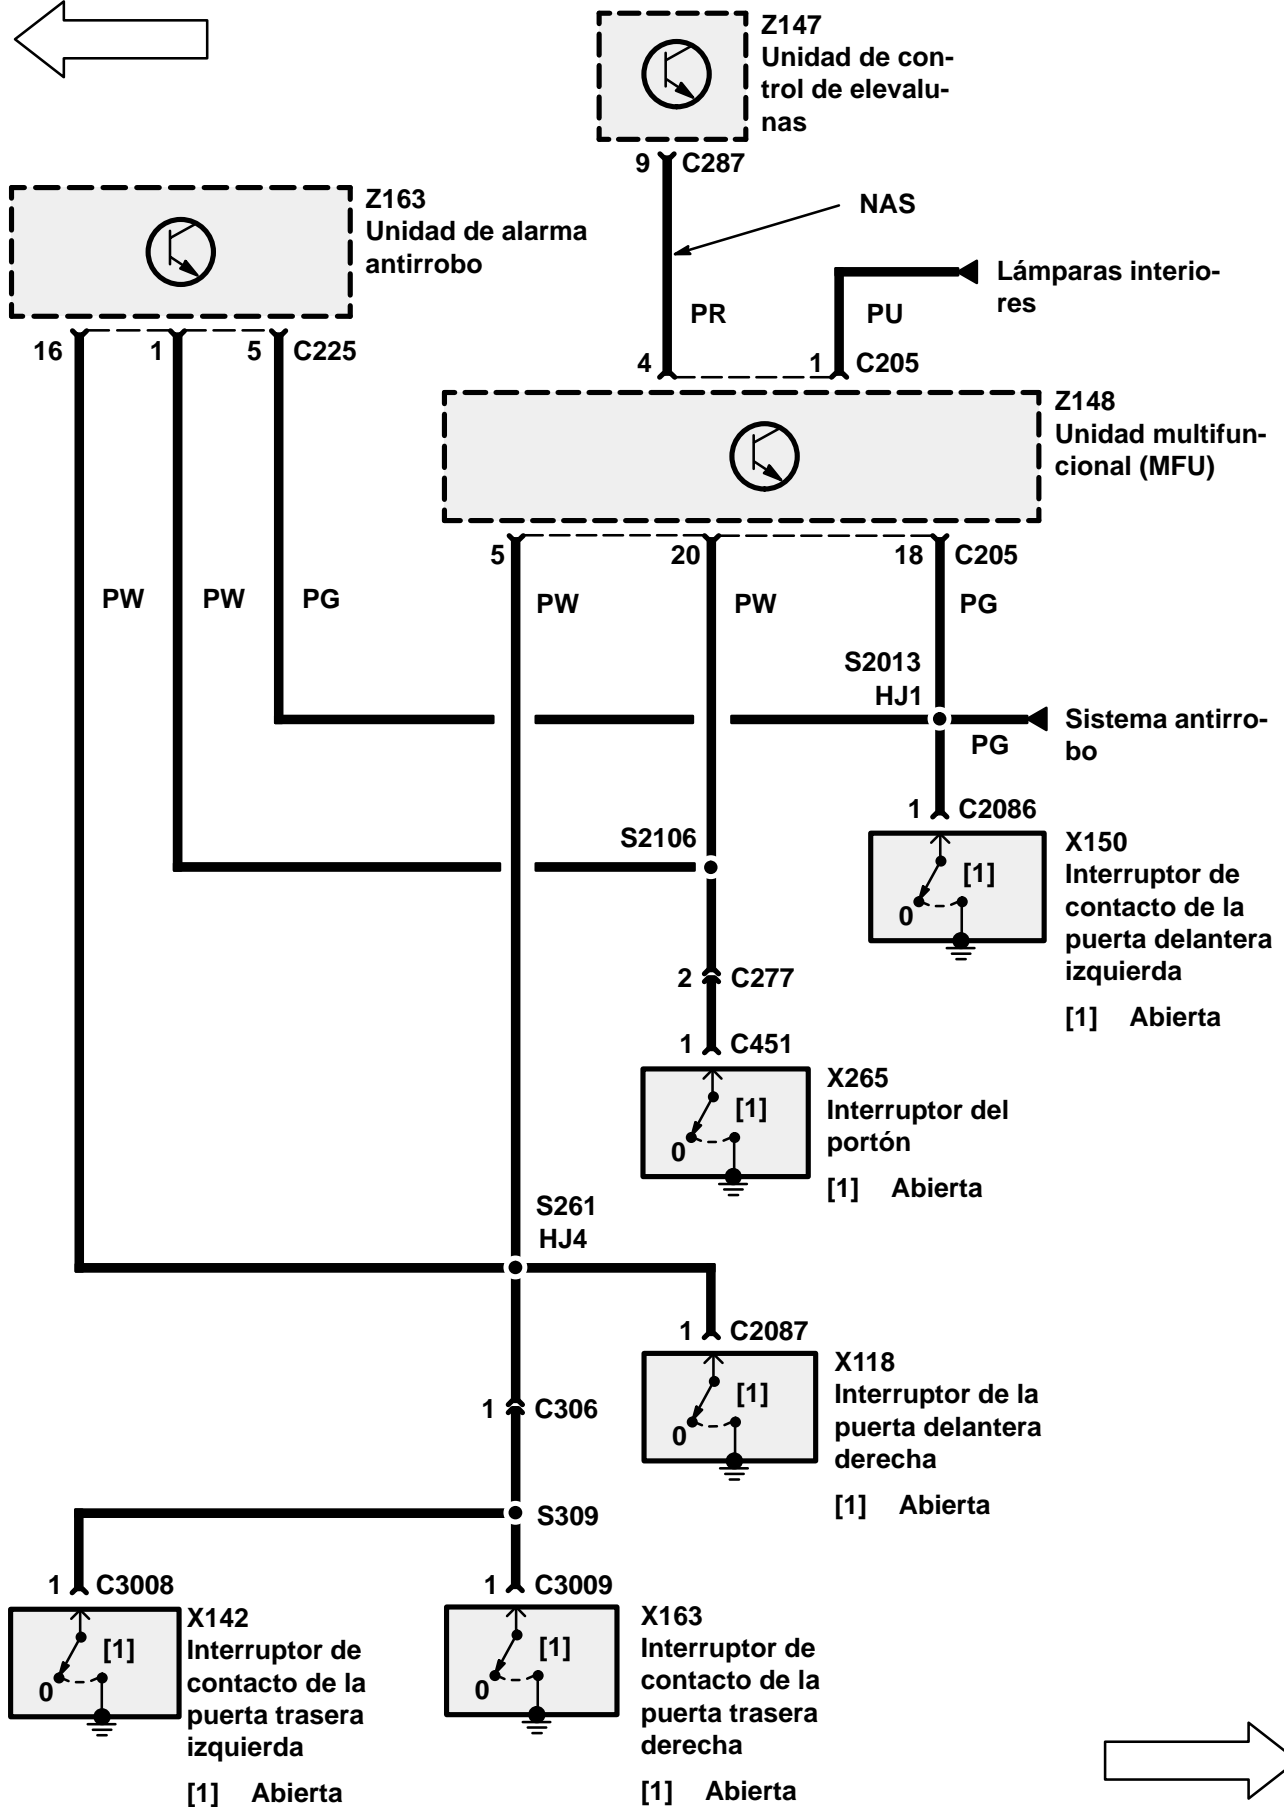 Z147
Unidad de con-
trol de elevalu-
nas
9 C287
NAS
Z163
Unidad de alarma
antirrobo
Lámparas interio-
res
PR
PU
16
1
5 C225
4
1 C205
Z148
Unidad multifun-
cional (MFU)
5
20
18 C205
PW
PW
PG
PW
PW
PG
S2013
HJ1
Sistema antirro-
bo
PG
1 C2086
S2106
X150
Interruptor de
contacto de la
puerta delantera
izquierda
[1] Abierta
[1]
0
2 C277
1 C451
X265
Interruptor del
portón
[1] Abierta
[1]
0
S261
HJ4
1 C2087
X118
Interruptor de la
puerta delantera
derecha
[1] Abierta
[1]
0
1 C306
S309
1 C3008
X142
Interruptor de
contacto de la
puerta trasera
izquierda
[1] Abierta
[1]
0
1 C3009
X163
Interruptor de
contacto de la
puerta trasera
derecha
[1] Abierta
[1]
0